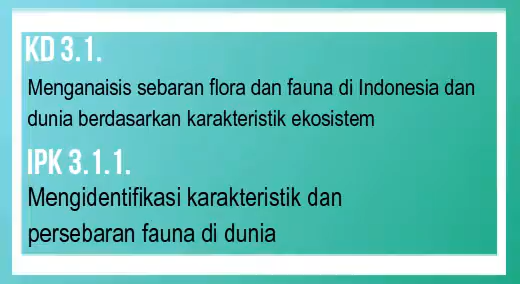 KD 3.1.
Menganaisis sebaran flora dan fauna di Indonesia dan
dunia berdasarkan karakteristik ekosistem
IPK 3.1.1.
Mengidentifikasi karakteristik dan
persebaran fauna di dunia